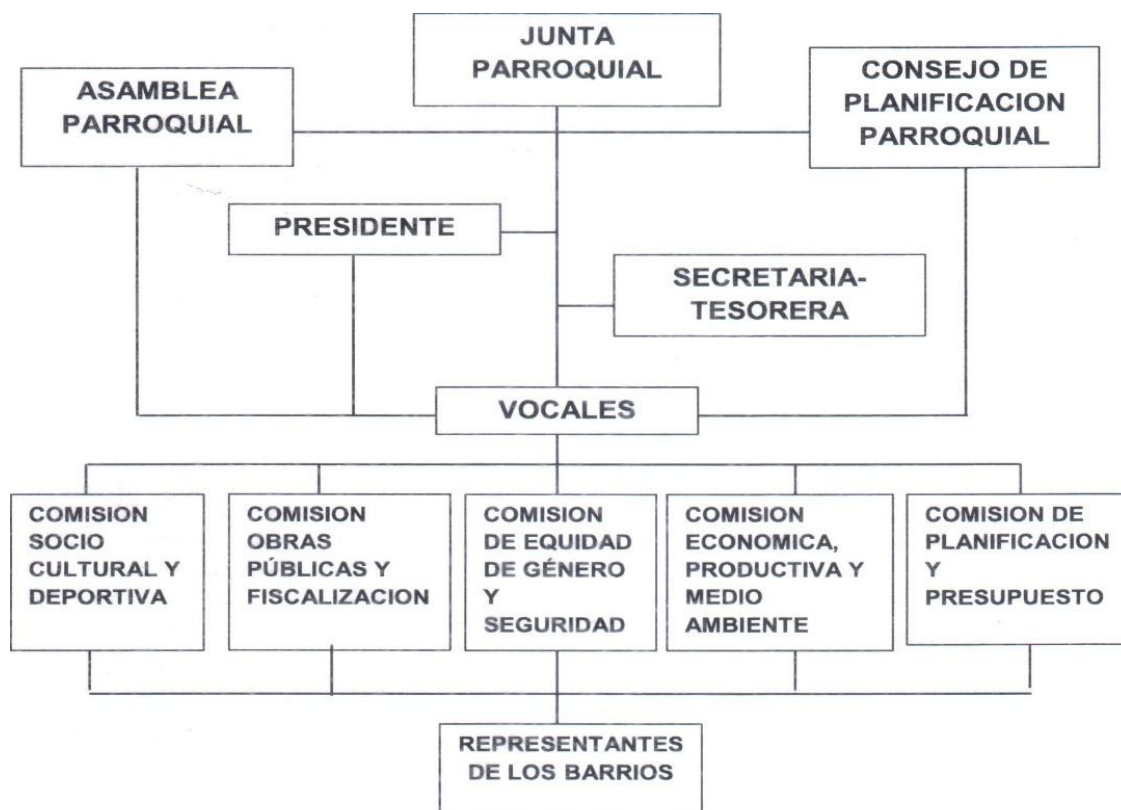 JUNTA
PARROQUIAL
ASAMBLEA
PARROQUIAL
CONSEJO DE
PLANIFICACION
PARROQUIAL
PRESIDENTE
SECRETARIA-
TESORERA
VOCALES
COMISION
SOCIO
CULTURAL Y
DEPORTIVA
COMISION
OBRAS
PÚBLICAS Y
FISCALIZACION
COMISION
DE EQUIDAD
DE GÉNERO
Y
SEGURIDAD
COMISION
ECONOMICA,
PRODUCTIVA Y
MEDIO
AMBIENTE
COMISION DE
PLANIFICACION
Y
PRESUPUESTO
REPRESENTANTES
DE LOS BARRIOS